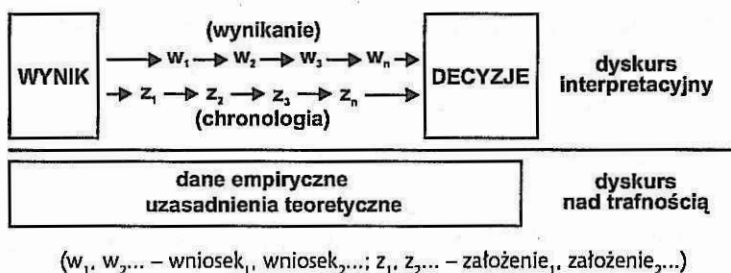 (wynikanie)
WYNIK → w₁ → w₂ → w₃ → wₙ → DECYZJE
→ z₁ → z₂ → z₃ → zₙ →
(chronologia)
dyskurs
interpretacyjny
dane empiryczne
uzasadnienia teoretyczne
dyskurs
nad trafnością
(w₁, w₂... – wniosek₁, wniosek₂...; z₁, z₂... – założenie₁, założenie₂...)